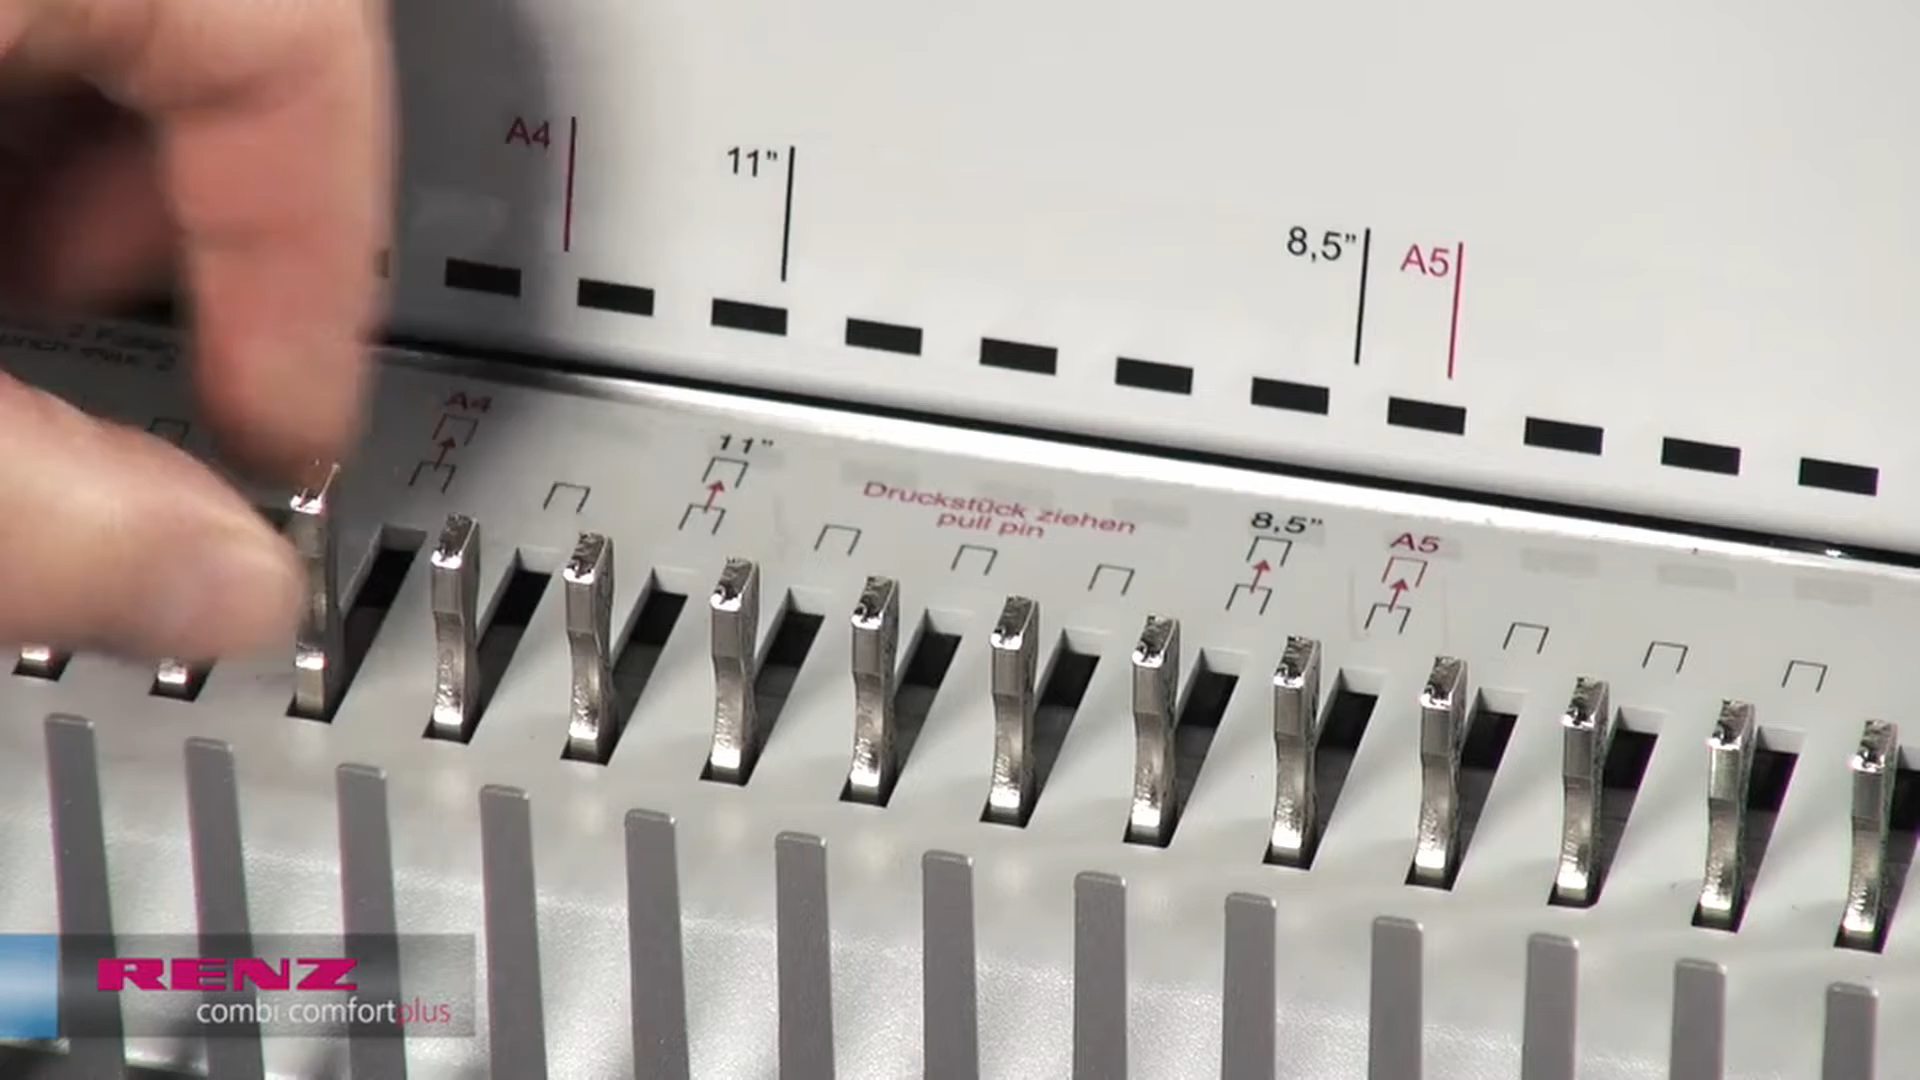 A4
11”
8,5”
A5
A4
11”
Druckstück ziehen
pull pin
8,5”
A5
RENZ
combi comfortplus